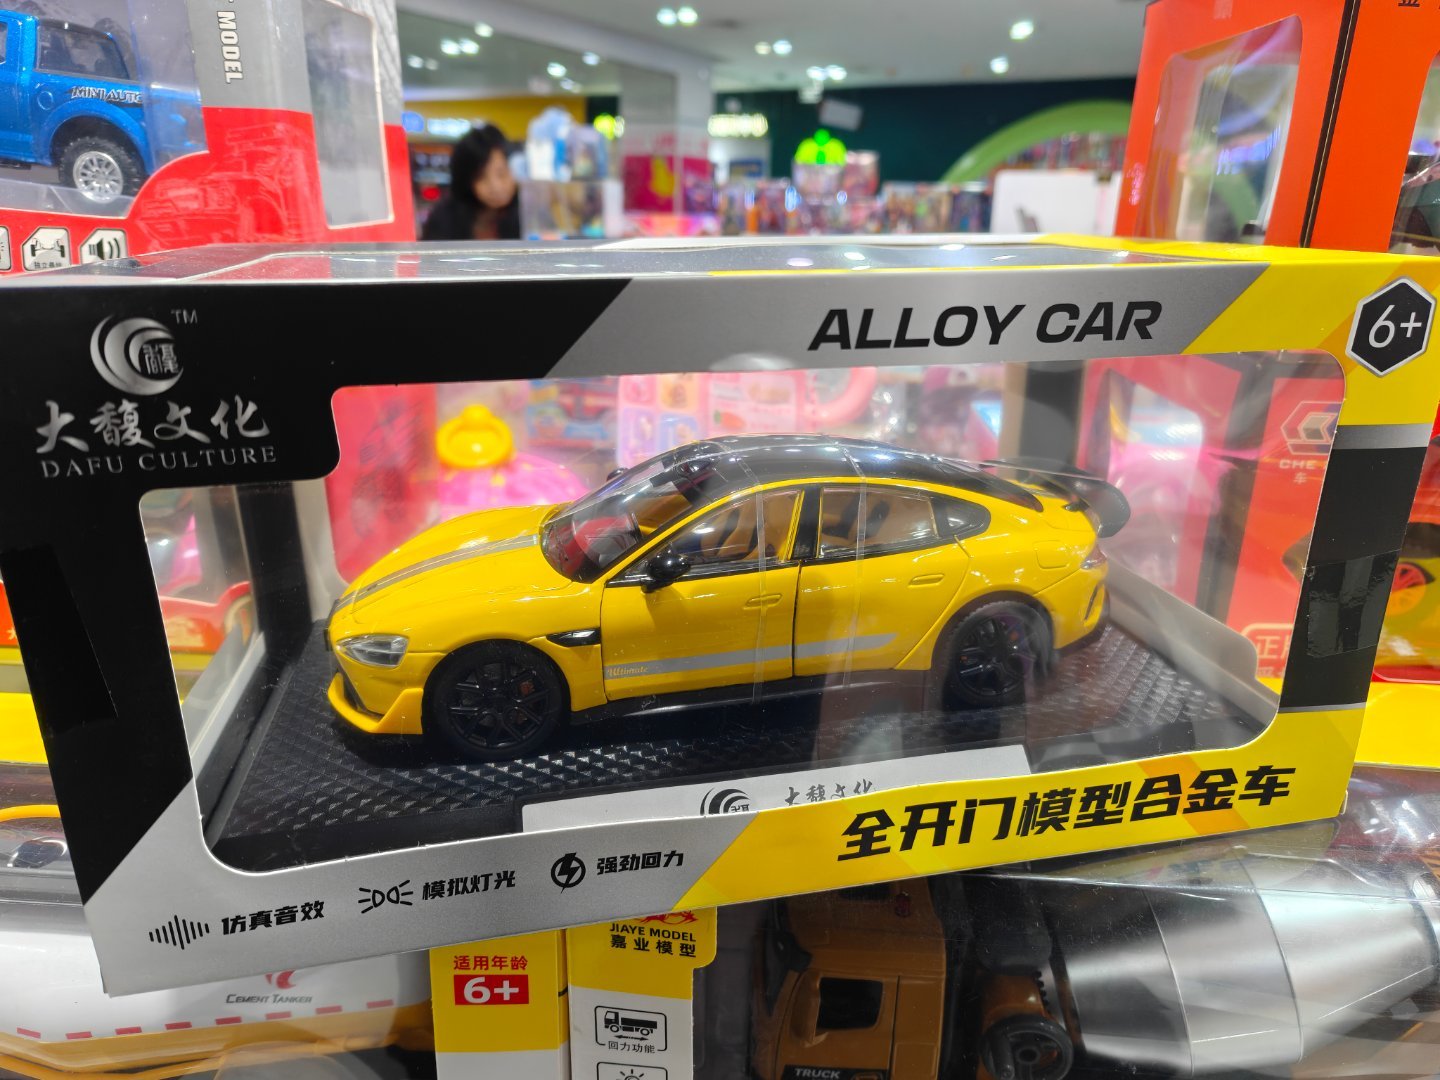 MODEL
MINI AUTO
TM
大馥文化
DAFU CULTURE
ALLOY CAR
6+
Ultimate
大馥文化
全开门模型合金车
仿真音效
模拟灯光
强劲回力
CEMENT TANKER
适用年龄
6+
JIAYE MODEL
嘉业模型
回力功能
TRUCK